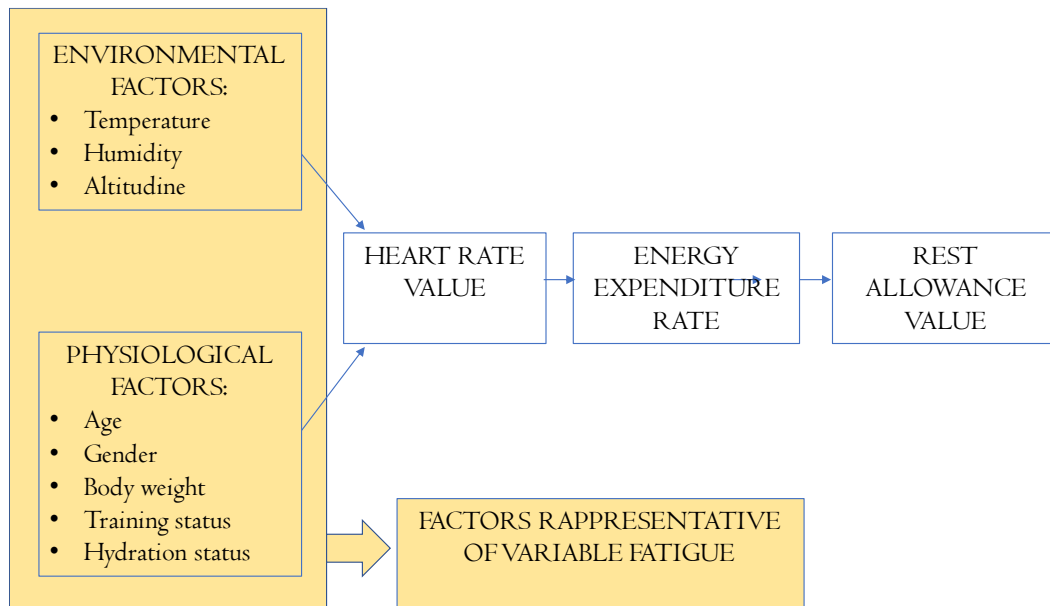 ENVIRONMENTAL
FACTORS:
• Temperature
• Humidity
• Altitudine
HEART RATE
VALUE
ENERGY
EXPENDITURE
RATE
REST
ALLOWANCE
VALUE
PHYSIOLOGICAL
FACTORS:
• Age
• Gender
• Body weight
• Training status
• Hydration status
FACTORS RAPPRESENTATIVE
OF VARIABLE FATIGUE